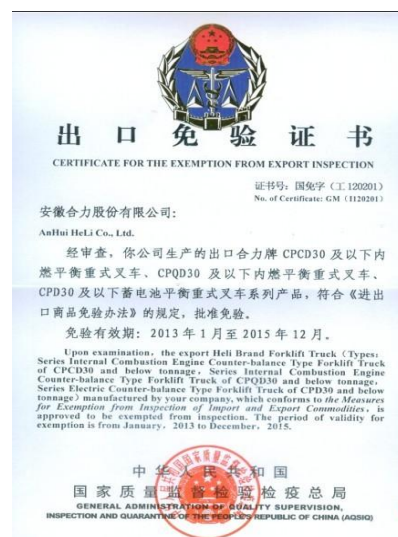 出口免验证书
CERTIFICATE FOR THE EXEMPTION FROM EXPORT INSPECTION
证书号：国免字（工120201）
No. of Certificate: GM（I120201）
安徽合力股份有限公司：
AnHui HeLi Co., Ltd.
经审查，你公司生产的出口合力牌 CPCD30 及以下内
燃平衡重式叉车、CPQD30 及以下内燃平衡重式叉车、
CPD30 及以下蓄电池平衡重式叉车系列产品，符合《进出
口商品免验办法》的规定，批准免验。
免验有效期：2013 年 1 月至 2015 年 12 月。
Upon examination, the export Heli Brand Forklift Truck（Types:
Series Internal Combustion Engine Counter-balance Type Forklift Truck
of CPCD30 and below tonnage, Series Internal Combustion Engine
Counter-balance Type Forklift Truck of CPQD30 and below tonnage,
Series Electric Counter-balance Type Forklift Truck of CPD30 and below
tonnage）manufactured by your company, which conforms to the Measures
for Exemption from Inspection of Import and Export Commodities, is
approved to be exempted from inspection. The period of validity for
exemption is from January, 2013 to December, 2015.
中华人民共和国
国家质量监督检验检疫总局
GENERAL ADMINISTRATION OF QUALITY SUPERVISION,
INSPECTION AND QUARANTINE OF THE PEOPLE'S REPUBLIC OF CHINA (AQSIQ)